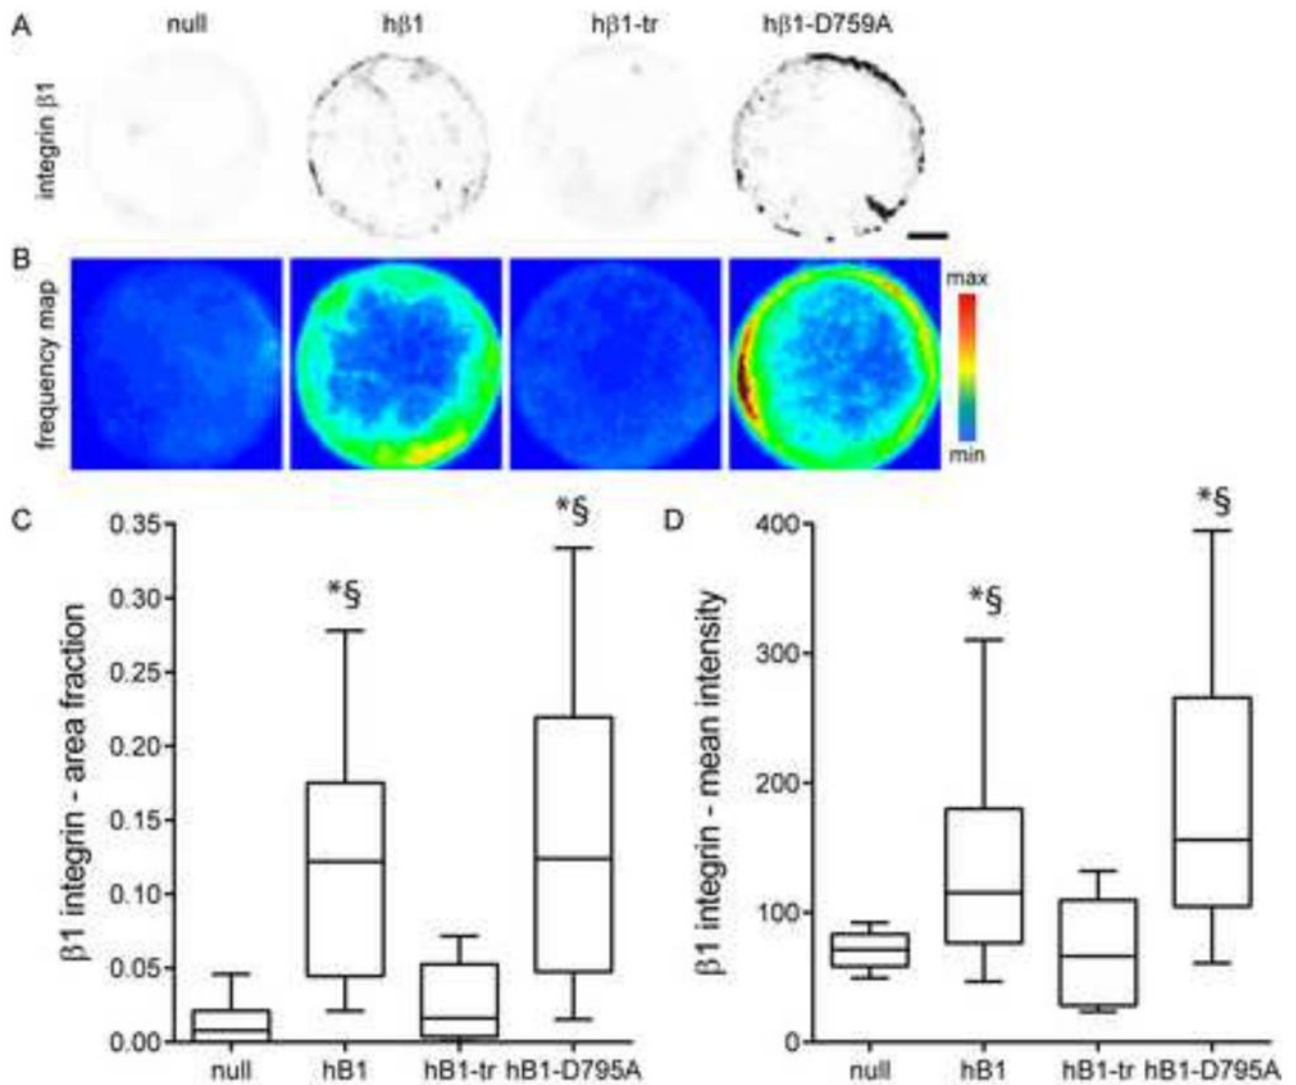 A null hβ1 hβ1-tr hβ1-D759A
integrin β1
B
frequency map
max
min
C
β1 integrin - area fraction
0.35
0.30
0.25
0.20
0.15
0.10
0.05
0.00
*§
*§
null hB1 hB1-tr hB1-D795A
D
β1 integrin - mean intensity
400
300
200
100
0
*§
*§
null hB1 hB1-tr hB1-D795A